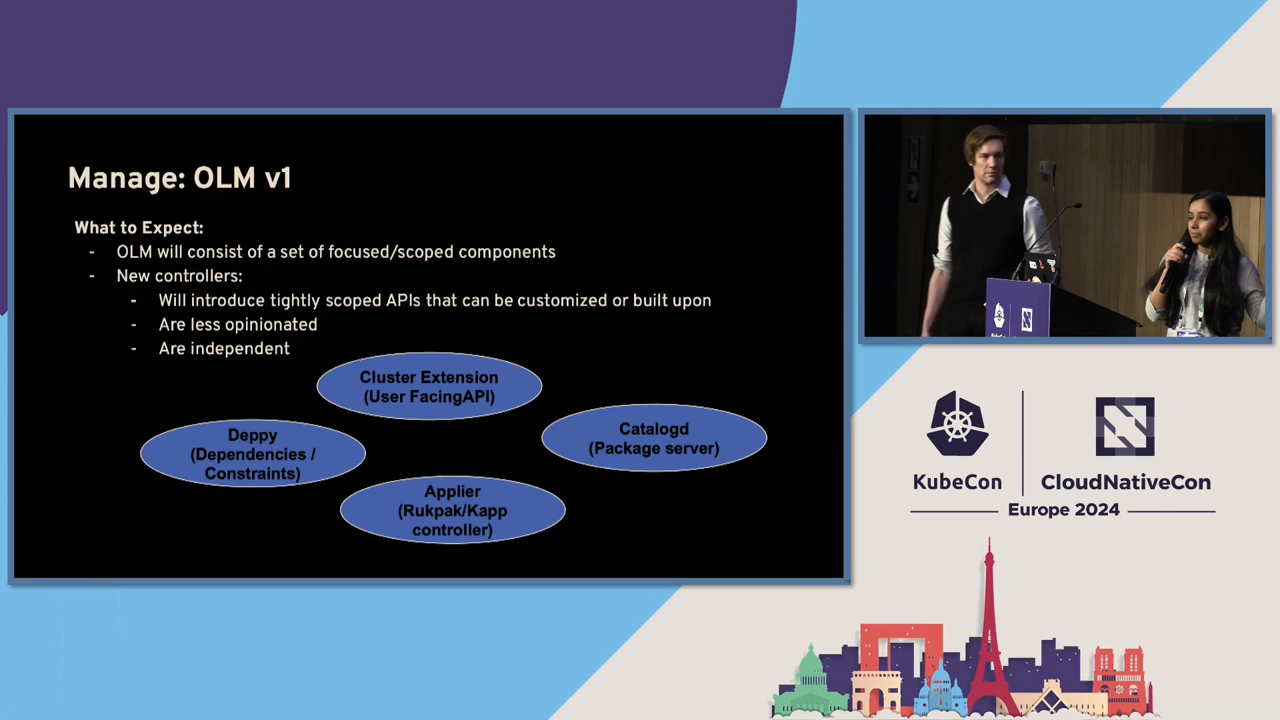 Manage: OLM v1
What to Expect:
- OLM will consist of a set of focused/scoped components
- New controllers:
- Will introduce tightly scoped APIs that can be customized or built upon
- Are less opinionated
- Are independent
Cluster Extension
(User FacingAPI)
Catalogd
(Package server)
Deppy
(Dependencies /
Constraints)
Applier
(Rukpak/Kapp
controller)
KubeCon
CloudNativeCon
Europe 2024